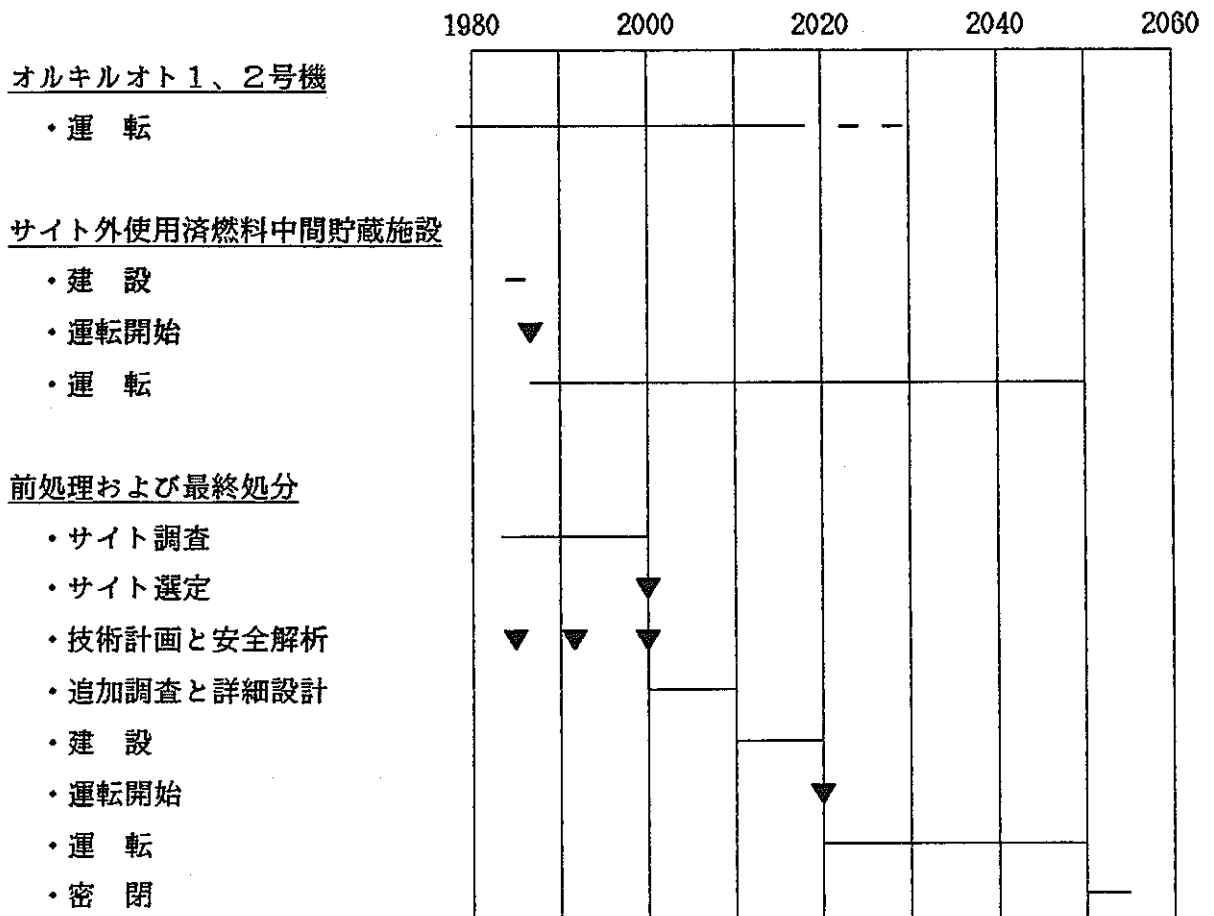 1980 2000 2020 2040 2060
オルキルオト１、２号機
・運　転
サイト外使用済燃料中間貯蔵施設
・建　設
・運転開始
・運　転
前処理および最終処分
・サイト調査
・サイト選定
・技術計画と安全解析
・追加調査と詳細設計
・建　設
・運転開始
・運　転
・密　閉